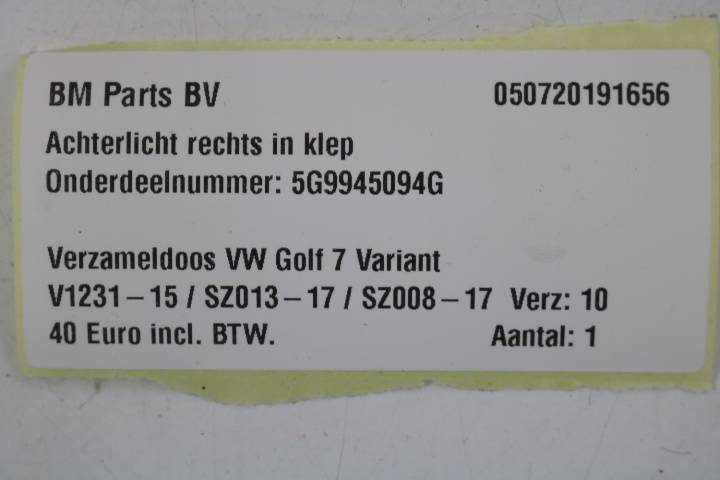 BM Parts BV 050720191656
Achterlicht rechts in klep
Onderdeelnummer: 5G9945094G
Verzameldoos VW Golf 7 Variant
V1231-15 / SZ013-17 / SZ008-17 Verz: 10
40 Euro incl. BTW. Aantal: 1